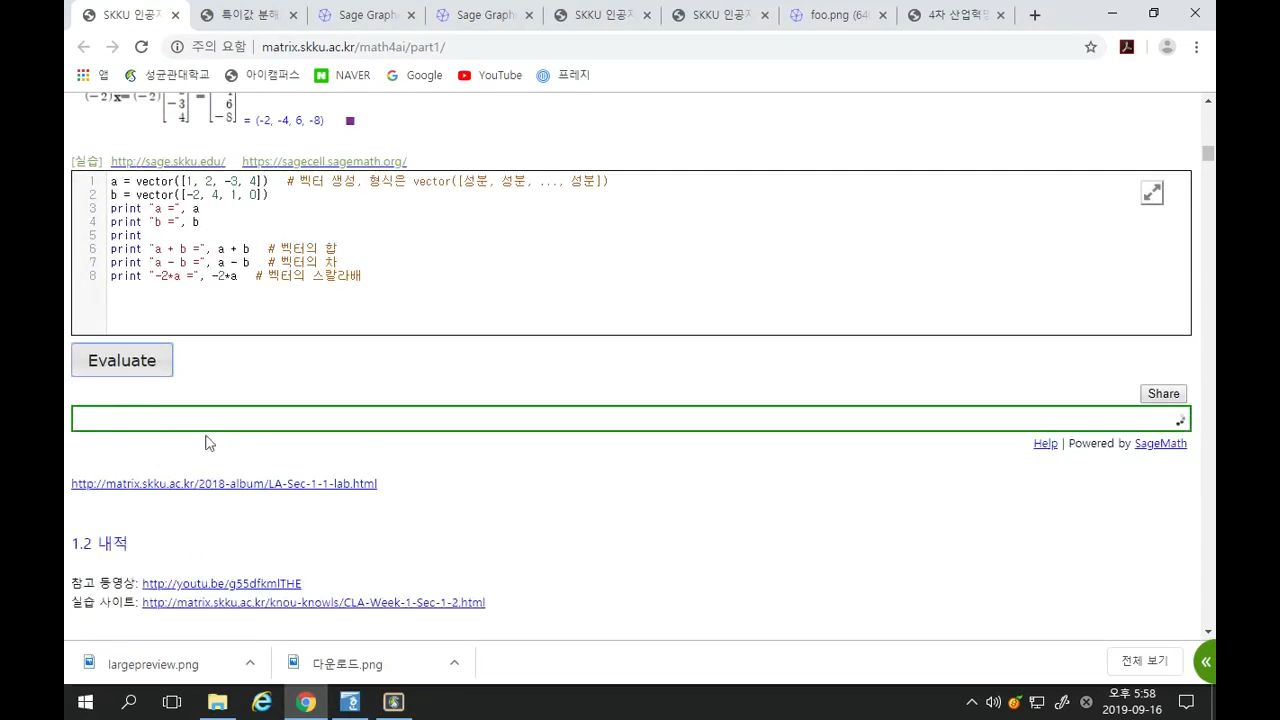 SKKU 인공지
특이값 분해
Sage Graph
Sage Graph
SKKU 인공지
SKKU 인공지
foo.png (64
4차 산업혁명
주의 요함
matrix.skku.ac.kr/math4ai/part1/
앱
성균관대학교
아이캠퍼스
NAVER
Google
YouTube
프레지
(−2)x= (−2) [ −3 4 ] = [ 6 −8 ] = (-2, -4, 6, -8) ■
[실습] http://sage.skku.edu/ https://sagecell.sagemath.org/
1 a = vector([1, 2, -3, 4]) # 벡터 생성, 형식은 vector([성분, 성분, ..., 성분])
2 b = vector([-2, 4, 1, 0])
3 print "a =", a
4 print "b =", b
5 print
6 print "a + b =", a + b # 벡터의 합
7 print "a - b =", a - b # 벡터의 차
8 print "-2*a =", -2*a # 벡터의 스칼라배
Evaluate
Share
Help | Powered by SageMath
http://matrix.skku.ac.kr/2018-album/LA-Sec-1-1-lab.html
1.2 내적
참고 동영상: http://youtu.be/g55dfkmlTHE
실습 사이트: http://matrix.skku.ac.kr/knou-knowls/CLA-Week-1-Sec-1-2.html
largepreview.png
다운로드.png
전체 보기
오후 5:58
2019-09-16